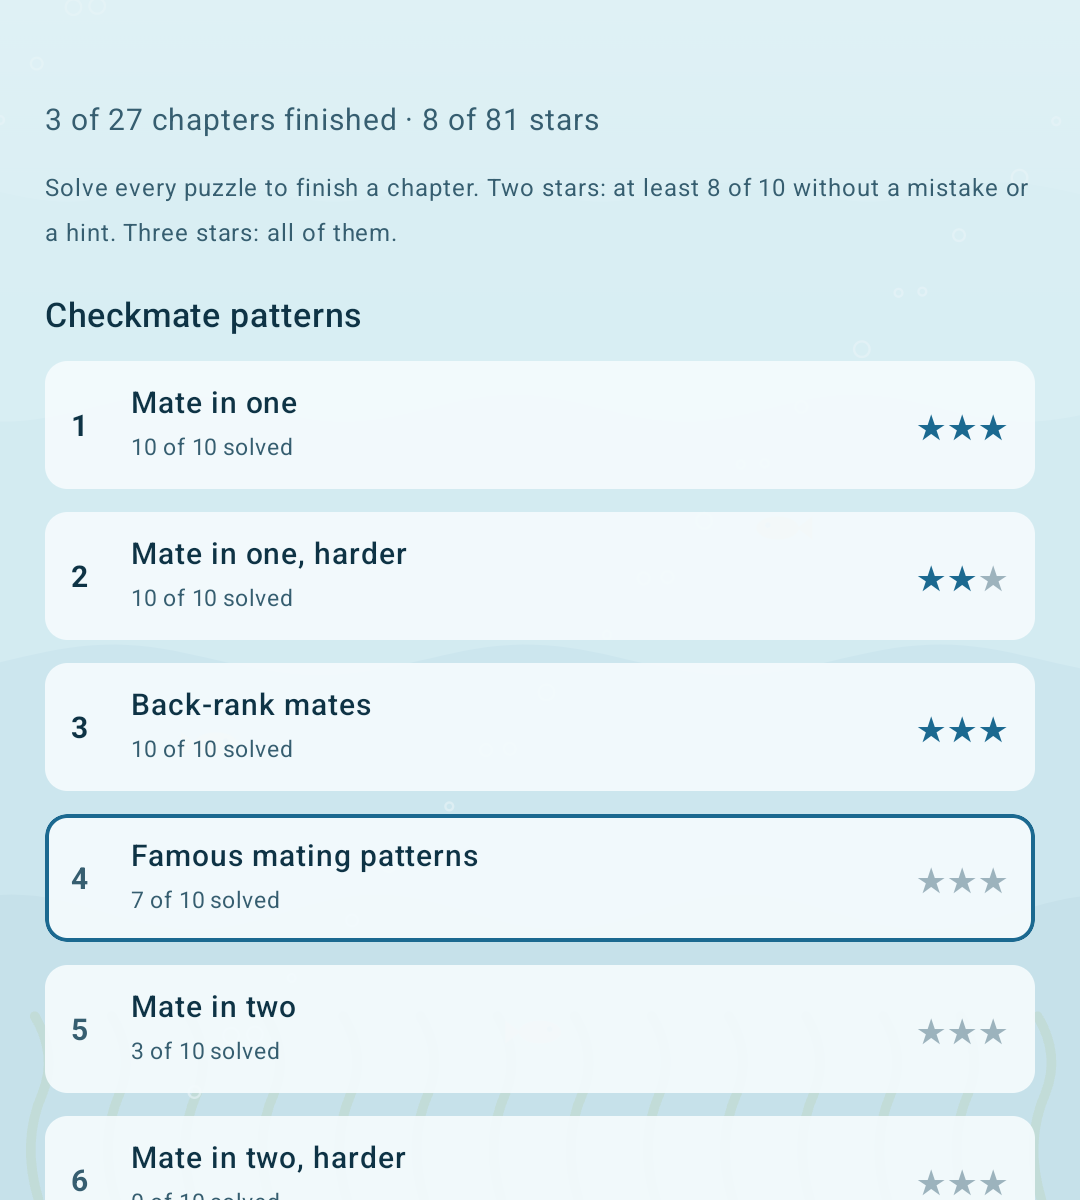 3 of 27 chapters finished · 8 of 81 stars
Solve every puzzle to finish a chapter. Two stars: at least 8 of 10 without a mistake or
a hint. Three stars: all of them.
Checkmate patterns
1
Mate in one
10 of 10 solved
2
Mate in one, harder
10 of 10 solved
3
Back-rank mates
10 of 10 solved
4
Famous mating patterns
7 of 10 solved
5
Mate in two
3 of 10 solved
6
Mate in two, harder
of 10 solved